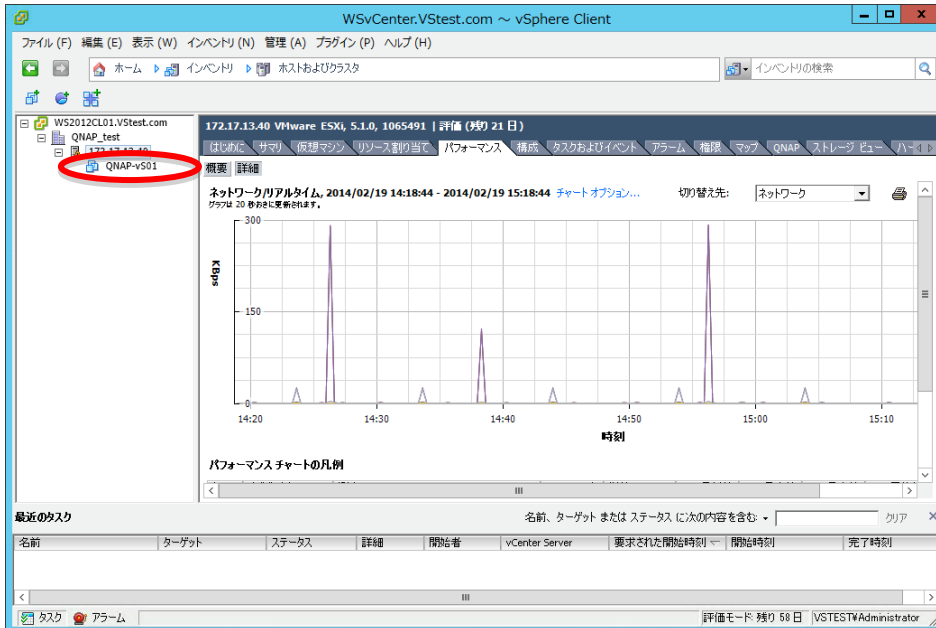 WSvCenter.VStest.com ～ vSphere Client
ファイル (F) 編集 (E) 表示 (W) インベントリ (N) 管理 (A) プラグイン (P) ヘルプ (H)
ホーム インベントリ ホストおよびクラスタ インベントリの検索
WS2012CL01.VStest.com
QNAP_test
172.17.13.40
QNAP-vS01
172.17.13.40 VMware ESXi, 5.1.0, 1065491 | 評価 (残り 21 日)
はじめに サマリ 仮想マシン リソース割り当て パフォーマンス 構成 タスクおよびイベント アラーム 権限 マップ QNAP ストレージ ビュー ハー
概要 詳細
ネットワーク/リアルタイム, 2014/02/19 14:18:44 - 2014/02/19 15:18:44 チャート オプション... 切り替え先: ネットワーク
グラフは 20 秒おきに更新されます。
KBps
300
150
0
14:20 14:30 14:40 14:50 15:00 15:10
時刻
パフォーマンス チャートの凡例
最近のタスク 名前、ターゲット または ステータス に次の内容を含む: クリア
名前 ターゲット ステータス 詳細 開始者 vCenter Server 要求された開始時刻 開始時刻 完了時刻
タスク アラーム 評価モード: 残り 58 日 VSTEST¥Administrator